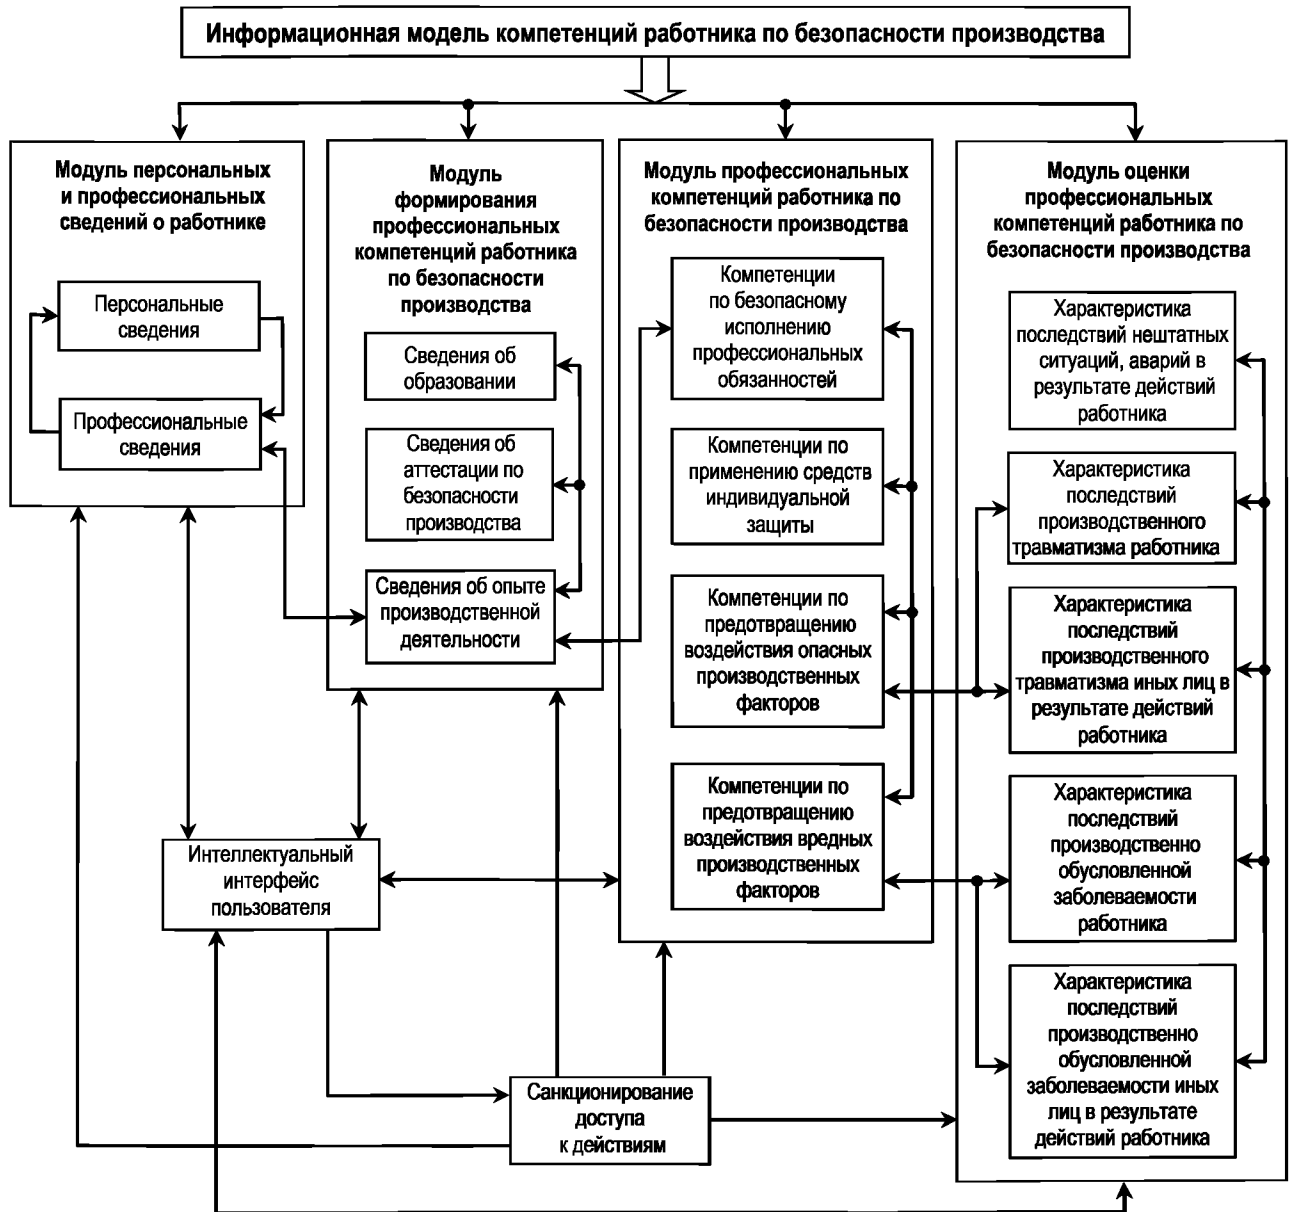 Информационная модель компетенций работника по безопасности производства
Модуль персональных
и профессиональных
сведений о работнике
Персональные
сведения
Профессиональные
сведения
Модуль
формирования
профессиональных
компетенций работника
по безопасности
производства
Сведения об
образовании
Сведения об
аттестации по
безопасности
производства
Сведения об опыте
производственной
деятельности
Модуль профессиональных
компетенций работника по
безопасности производства
Компетенции
по безопасному
исполнению
профессиональных
обязанностей
Компетенции по
применению средств
индивидуальной
защиты
Компетенции по
предотвращению
воздействия опасных
производственных
факторов
Компетенции по
предотвращению
воздействия вредных
производственных
факторов
Модуль оценки
профессиональных
компетенций работника по
безопасности производства
Характеристика
последствий нештатных
ситуаций, аварий в
результате действий
работника
Характеристика
последствий
производственного
травматизма работника
Характеристика
последствий
производственного
травматизма иных лиц в
результате действий
работника
Характеристика
последствий
производственно
обусловленной
заболеваемости
работника
Характеристика
последствий
производственно
обусловленной
заболеваемости иных
лиц в результате
действий работника
Интеллектуальный
интерфейс
пользователя
Санкционирование
доступа
к действиям